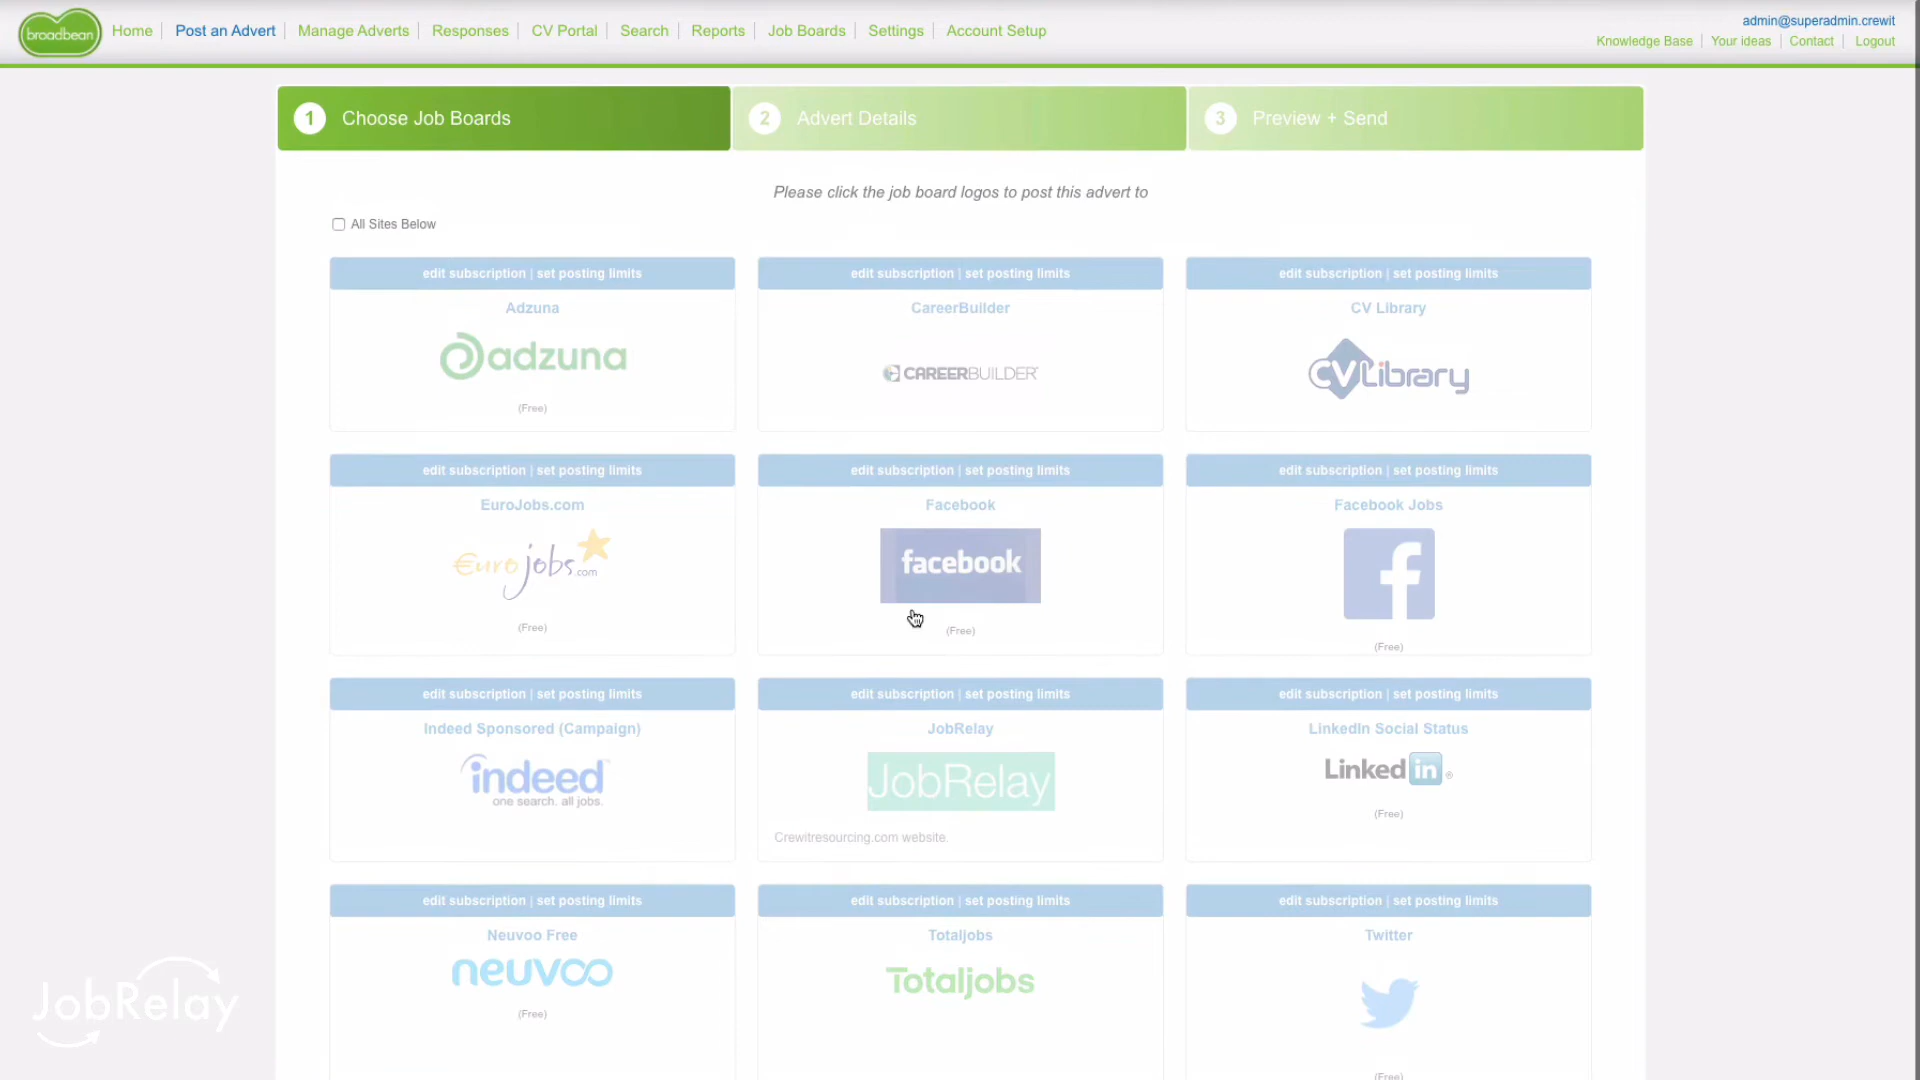 broadbean Home Post an Advert Manage Adverts Responses CV Portal Search Reports Job Boards Settings Account Setup
admin@superadmin.crewit
Knowledge Base Your ideas Contact Logout
1 Choose Job Boards 2 Advert Details 3 Preview + Send
Please click the job board logos to post this advert to
All Sites Below
edit subscription | set posting limits edit subscription | set posting limits edit subscription | set posting limits
Adzuna CareerBuilder CV Library
adzuna CAREERBUILDER CVLibrary
(Free)
edit subscription | set posting limits edit subscription | set posting limits edit subscription | set posting limits
EuroJobs.com Facebook Facebook Jobs
€uro jobs.com facebook f
(Free) (Free) (Free)
edit subscription | set posting limits edit subscription | set posting limits edit subscription | set posting limits
Indeed Sponsored (Campaign) JobRelay LinkedIn Social Status
indeed JobRelay Linked in
one search. all jobs.
(Free)
Crewitresourcing.com website.
edit subscription | set posting limits edit subscription | set posting limits edit subscription | set posting limits
Neuvoo Free Totaljobs Twitter
neuvoo Totaljobs
(Free)
JobRelay
(Free)